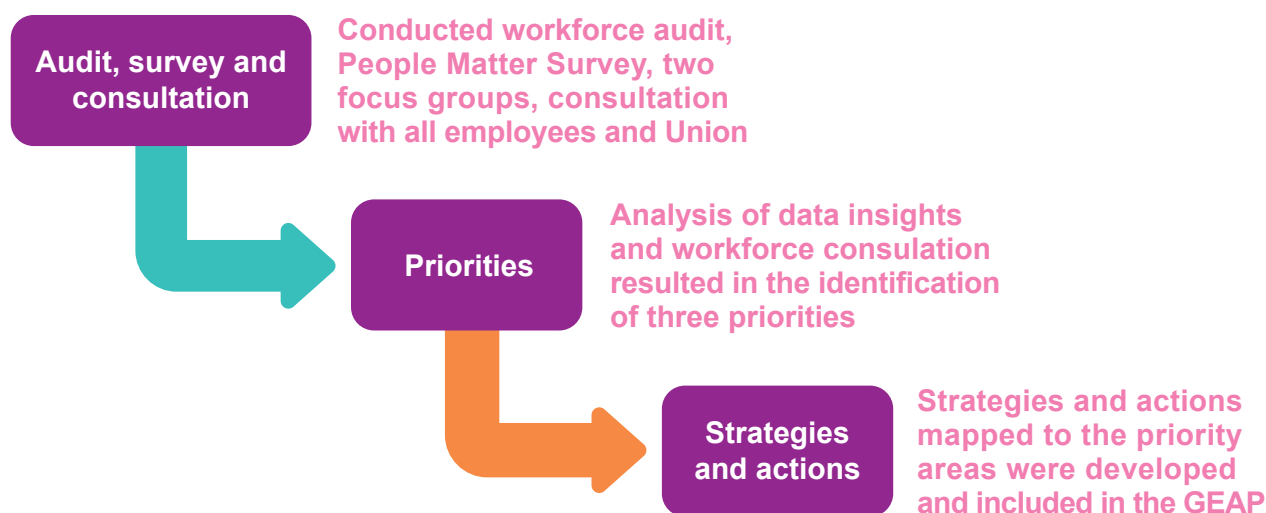 Audit, survey and
consultation
Conducted workforce audit,
People Matter Survey, two
focus groups, consultation
with all employees and Union
Priorities
Analysis of data insights
and workforce consulation
resulted in the identification
of three priorities
Strategies
and actions
Strategies and actions
mapped to the priority
areas were developed
and included in the GEAP